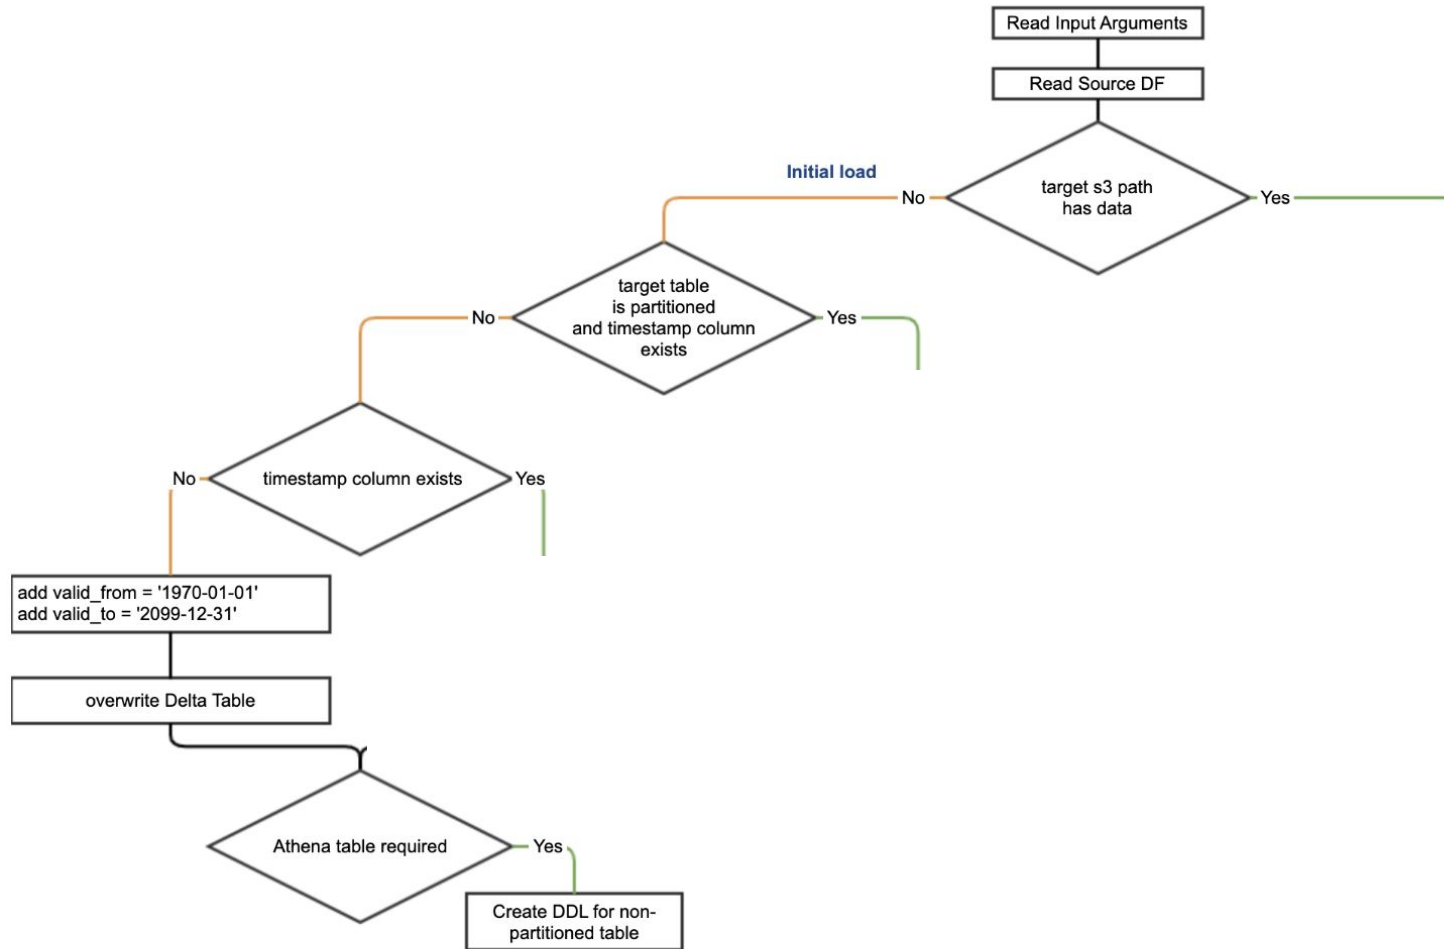 Read Input Arguments
Read Source DF
Initial load
No
target s3 path
has data
Yes
No
target table
is partitioned
and timestamp column
exists
Yes
No
timestamp column exists
Yes
add valid_from = '1970-01-01'
add valid_to = '2099-12-31'
overwrite Delta Table
Athena table required
Yes
Create DDL for non-
partitioned table